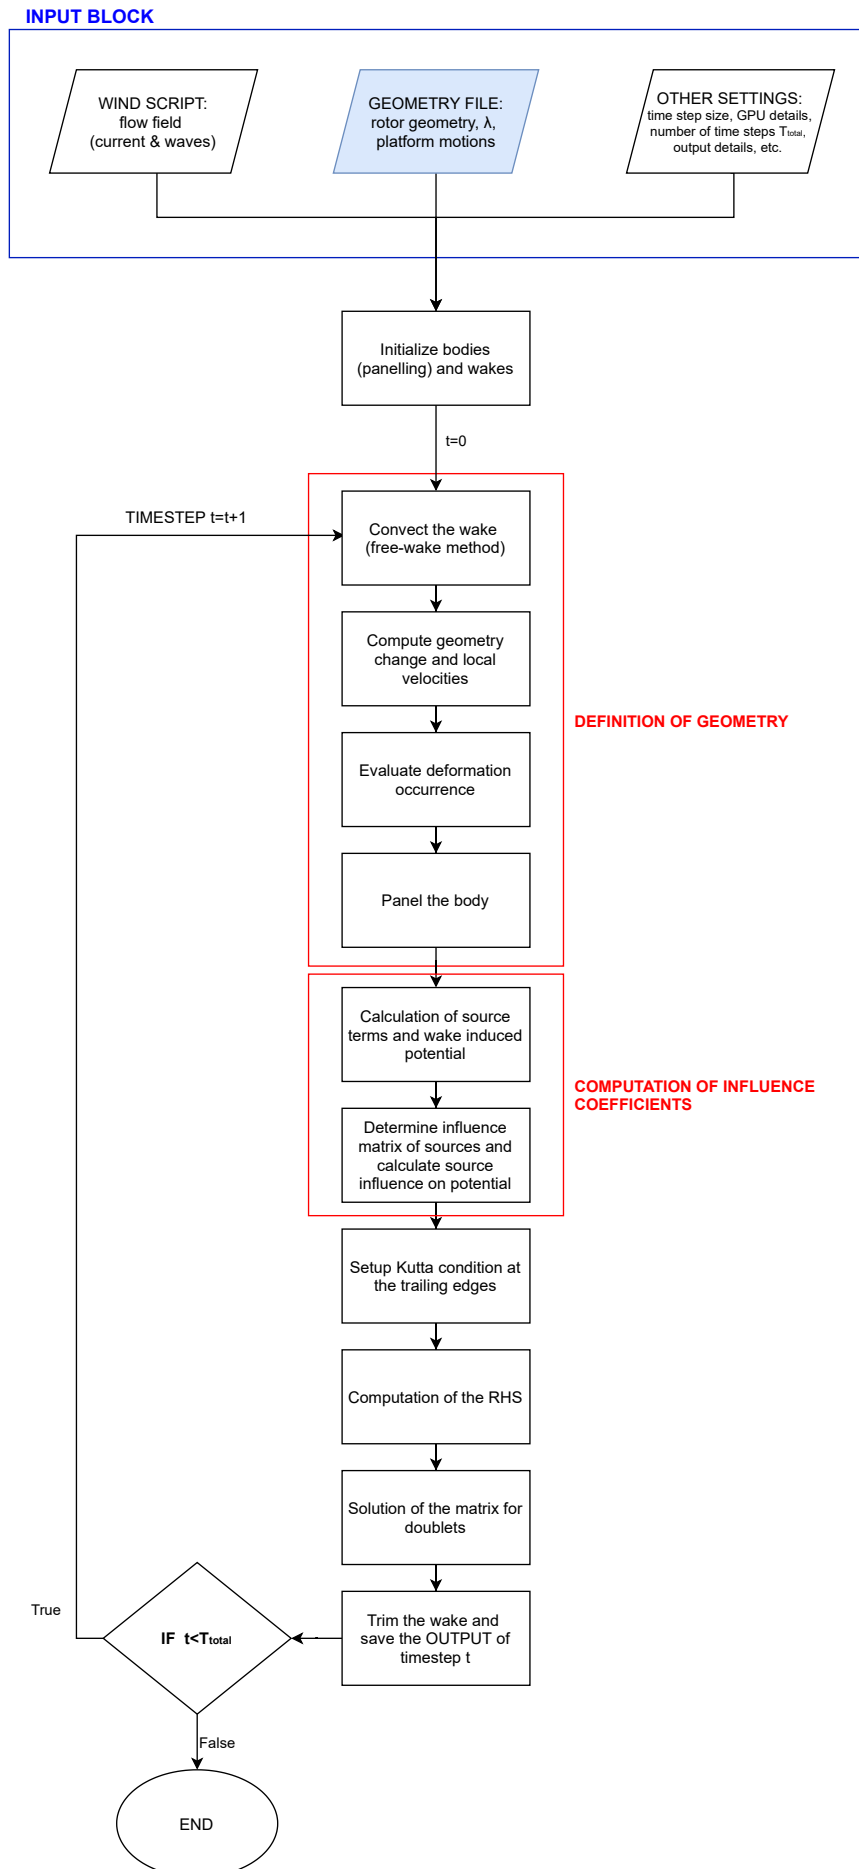 INPUT BLOCK
WIND SCRIPT:
flow field
(current & waves)
GEOMETRY FILE:
rotor geometry, λ,
platform motions
OTHER SETTINGS:
time step size, GPU details,
number of time steps Ttotal,
output details, etc.
Initialize bodies
(panelling) and wakes
t=0
TIMESTEP t=t+1
Convect the wake
(free-wake method)
Compute geometry
change and local
velocities
DEFINITION OF GEOMETRY
Evaluate deformation
occurrence
Panel the body
Calculation of source
terms and wake induced
potential
COMPUTATION OF INFLUENCE
COEFFICIENTS
Determine influence
matrix of sources and
calculate source
influence on potential
Setup Kutta condition at
the trailing edges
Computation of the RHS
Solution of the matrix for
doublets
Trim the wake and
save the OUTPUT of
timestep t
True
IF t<Ttotal
False
END